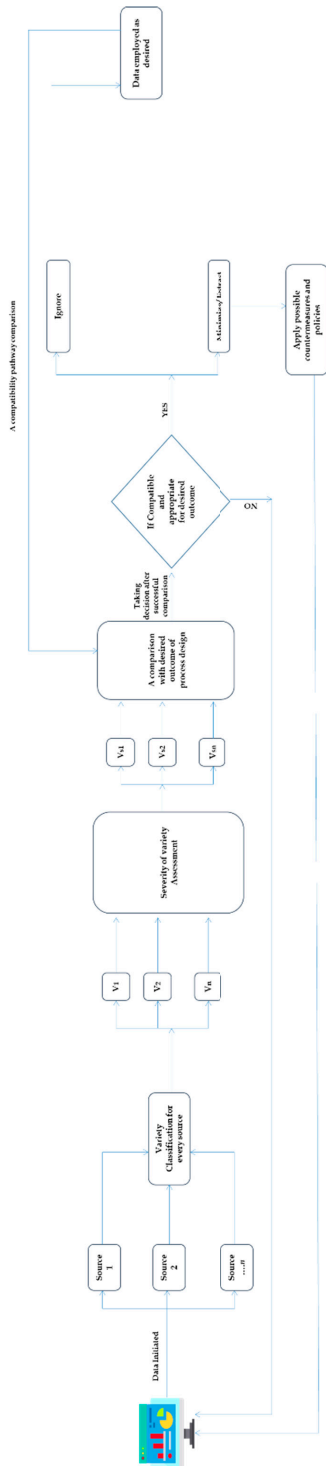 Data Initiated
Source
1
Source
2
Source
….n
Variety
Classification for
every source
V1
V2
Vn
Severity of variety
Assessment
Vs1
Vs2
Vsn
A comparison
with desired
outcome of
process design
Taking
decision after
successful
comparison
If Compatible
and
appropriate
for desired
outcome
YES
ON
Ignore
Minimize/Extract
Apply possible
countermeasures and
policies
A compatibility pathway comparison
Data employed as
desired